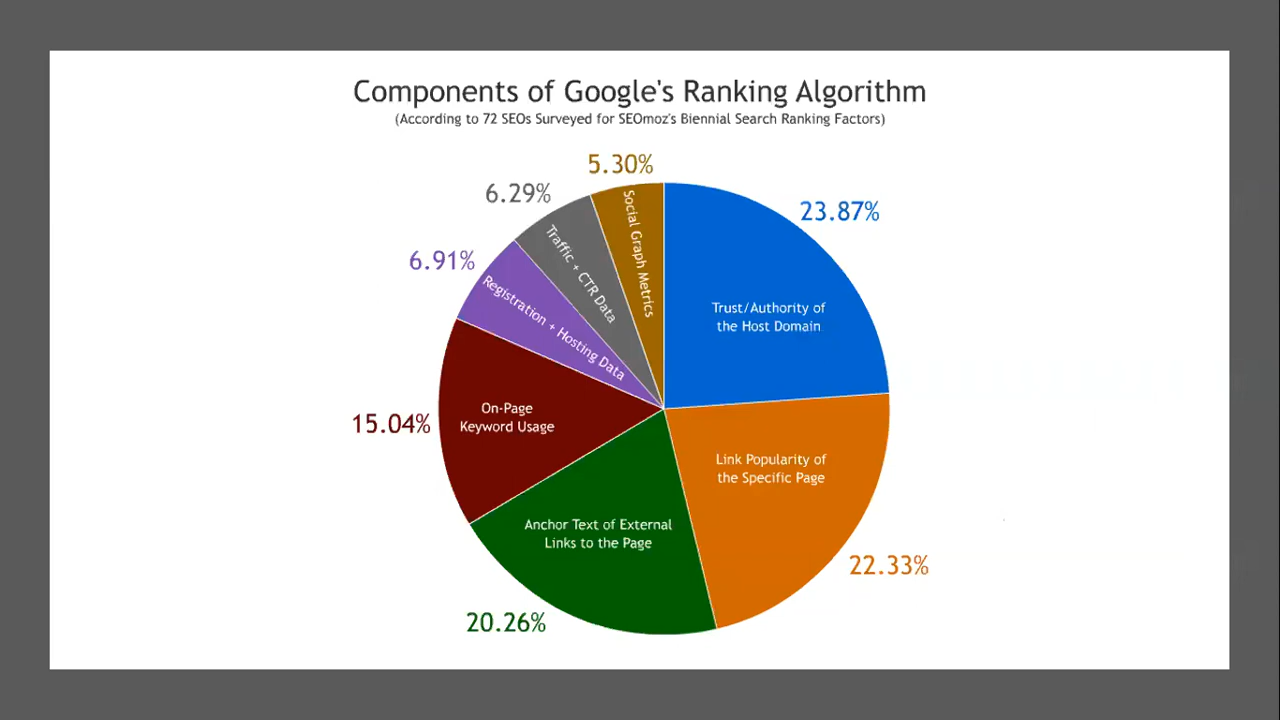 Components of Google's Ranking Algorithm
(According to 72 SEOs Surveyed for SEOmoz's Biennial Search Ranking Factors)
5.30%
6.29%
23.87%
6.91%
Social Graph Metrics
Traffic + CTR Data
Registration + Hosting Data
Trust/Authority of
the Host Domain
On-Page
Keyword Usage
15.04%
Link Popularity of
the Specific Page
Anchor Text of External
Links to the Page
22.33%
20.26%